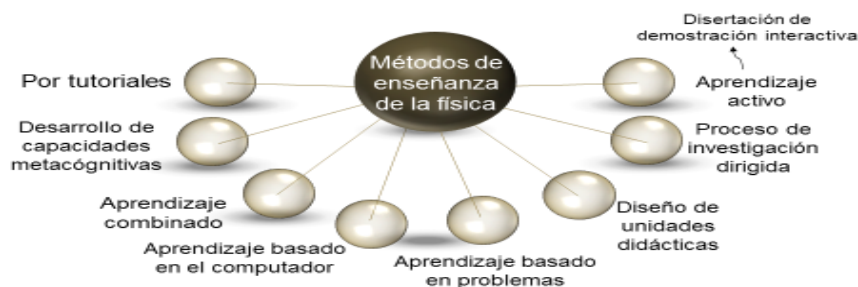 Métodos de
enseñanza
de la física
Por tutoriales
Desarrollo de
capacidades
metacógnitivas
Aprendizaje
combinado
Aprendizaje basado
en el computador
Aprendizaje basado
en problemas
Diseño de
unidades
didácticas
Proceso de
investigación
dirigida
Aprendizaje
activo
Disertación de
demostración interactiva